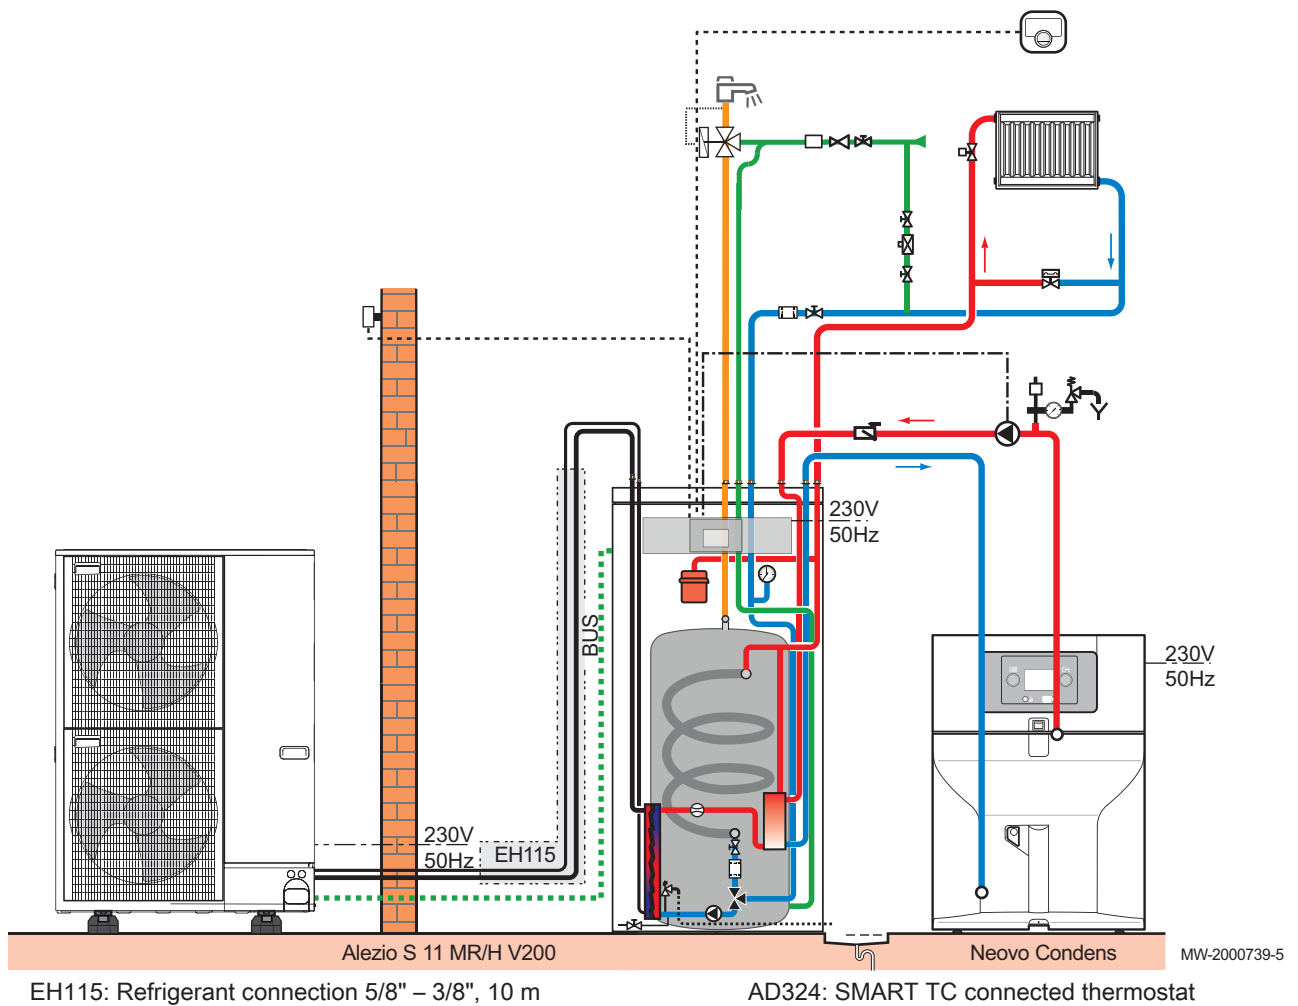 230V
50Hz
BUS
230V
50Hz
230V
50Hz
EH115
Alezio S 11 MR/H V200
Neovo Condens
MW-2000739-5
EH115: Refrigerant connection 5/8" – 3/8", 10 m
AD324: SMART TC connected thermostat